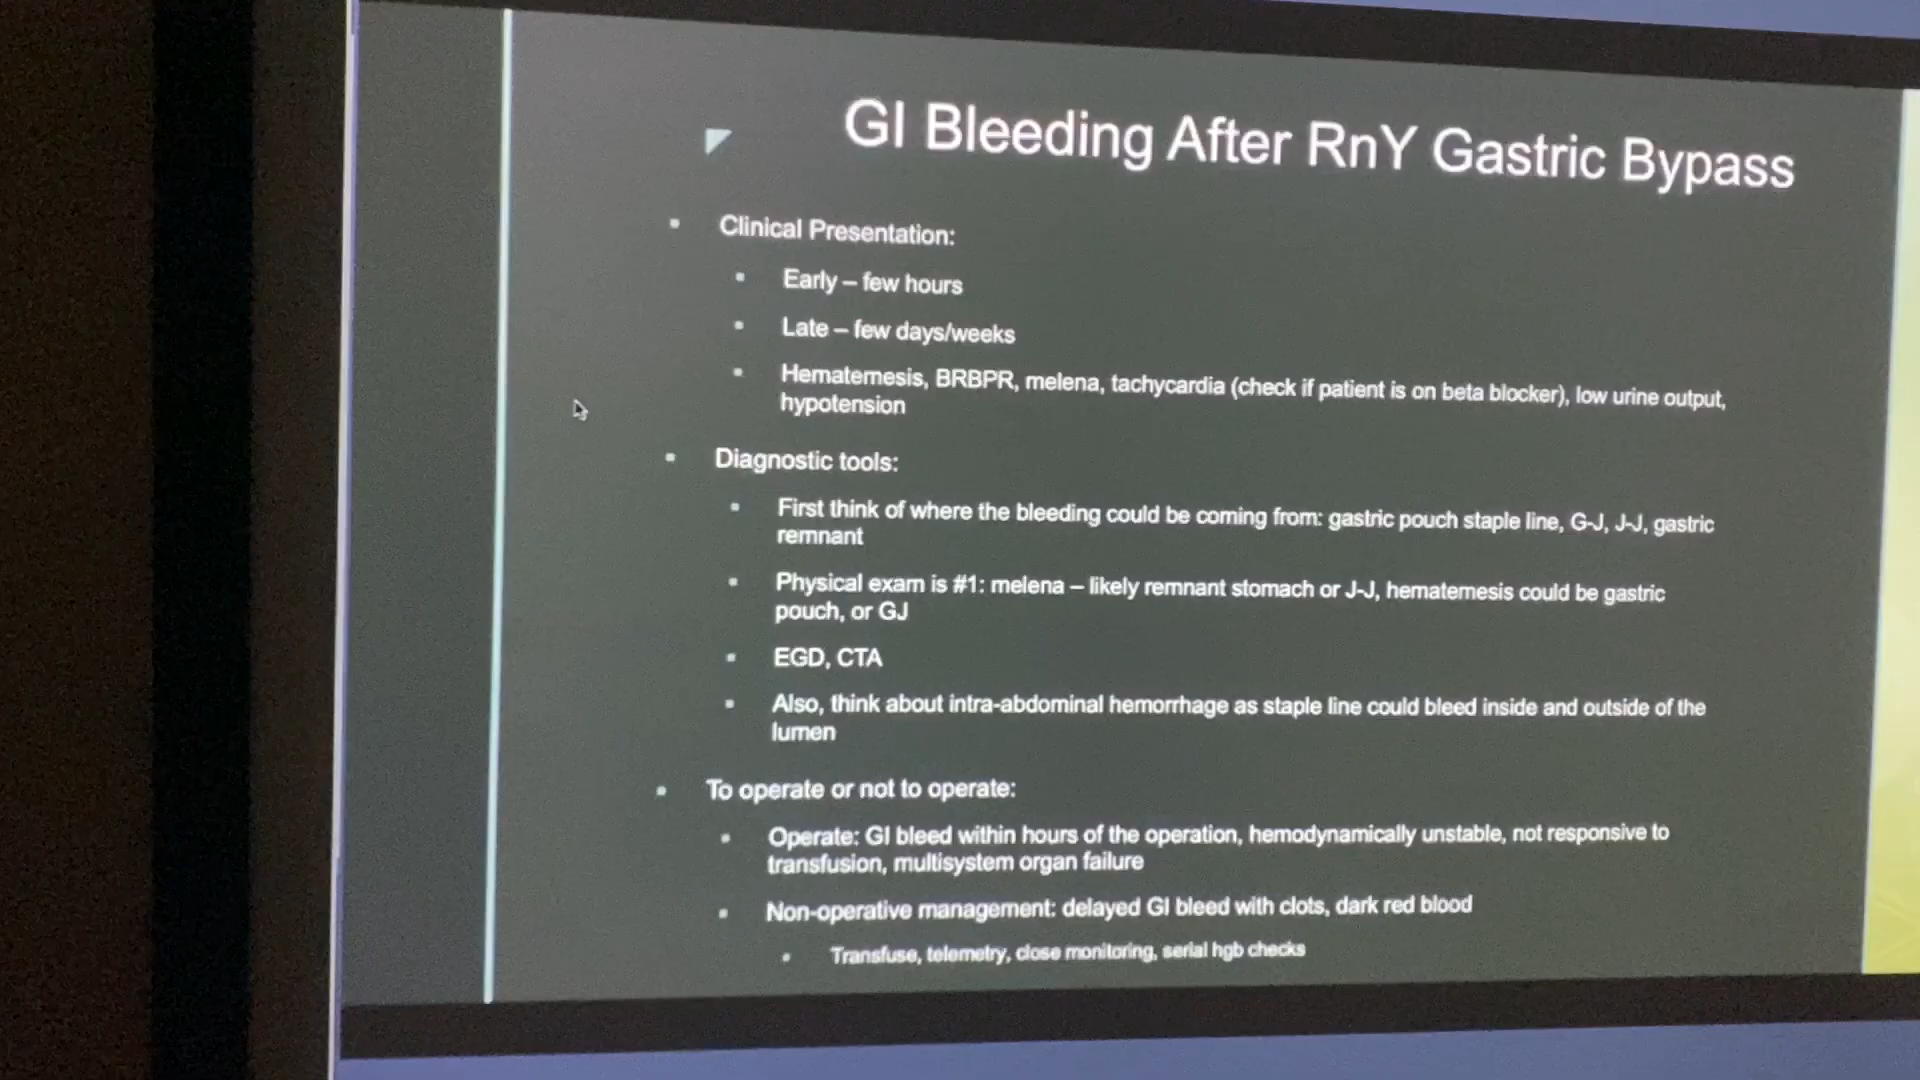 GI Bleeding After RnY Gastric Bypass
Clinical Presentation:
Early – few hours
Late – few days/weeks
Hematemesis, BRBPR, melena, tachycardia (check if patient is on beta blocker), low urine output,
hypotension
Diagnostic tools:
First think of where the bleeding could be coming from: gastric pouch staple line, G-J, J-J, gastric
remnant
Physical exam is #1: melena – likely remnant stomach or J-J, hematemesis could be gastric
pouch, or GJ
EGD, CTA
Also, think about intra-abdominal hemorrhage as staple line could bleed inside and outside of the
lumen
To operate or not to operate:
Operate: GI bleed within hours of the operation, hemodynamically unstable, not responsive to
transfusion, multisystem organ failure
Non-operative management: delayed GI bleed with clots, dark red blood
Transfuse, telemetry, close monitoring, serial hgb checks